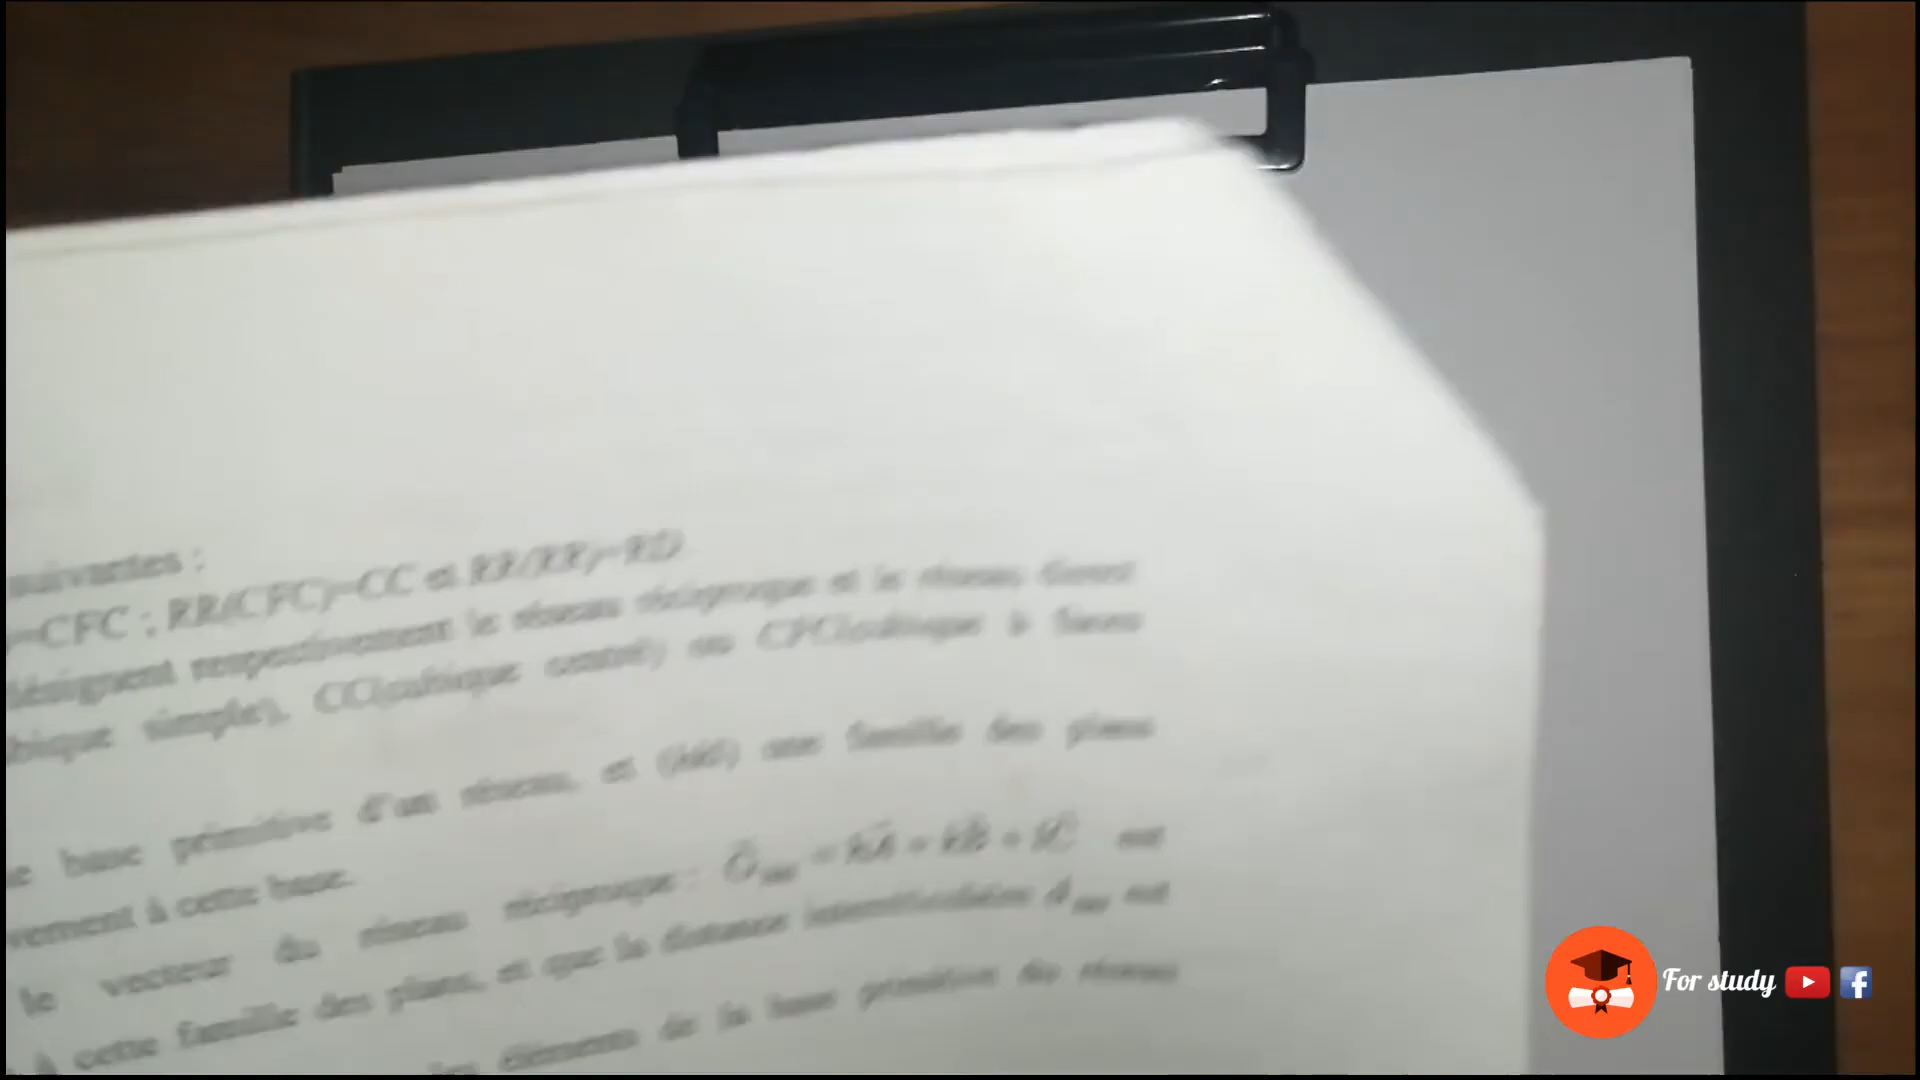 suivantes :
=CFC ; RR(CFC)=CC et RR(RR)=RD
désignent respectivement le réseau réciproque et le réseau direct
bique simple), CC(cubique centré) ou CFC(cubique à faces
e base primitive d'un réseau, et (hkl) une famille des plans
vement à cette base.
le vecteur du réseau réciproque : G⃗hkl = hA⃗ + kB⃗ + lC⃗ est
à cette famille des plans, et que la distance interréticulaire dhkl est
les éléments de la base primitive du réseau
For study